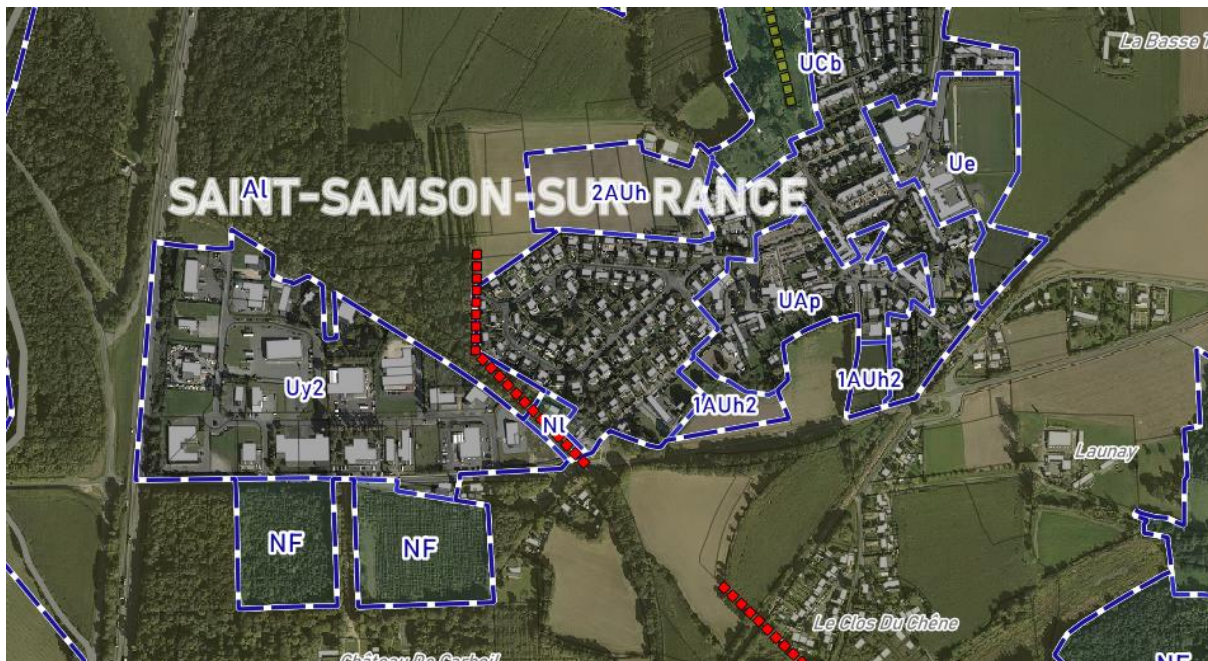 La Basse T
UCb
Ue
Al
2AUh
SAINT-SAMSON-SUR RANCE
UAp
Uy2
1AUh2
1AUh2
Nl
Launay
NF
NF
Le Clos Du Chêne
Château De Carheil
NF